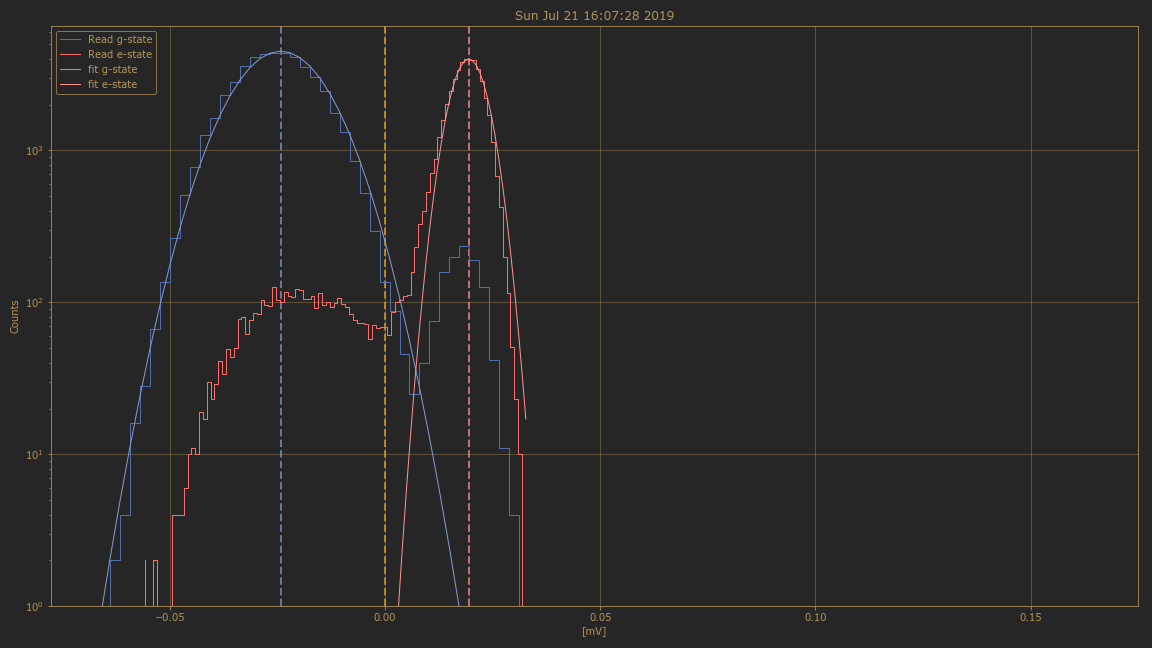 Sun Jul 21 16:07:28 2019
Read g-state
Read e-state
fit g-state
fit e-state
Counts
10³
10²
10¹
10⁰
−0.05 0.00 0.05 0.10 0.15
[mV]